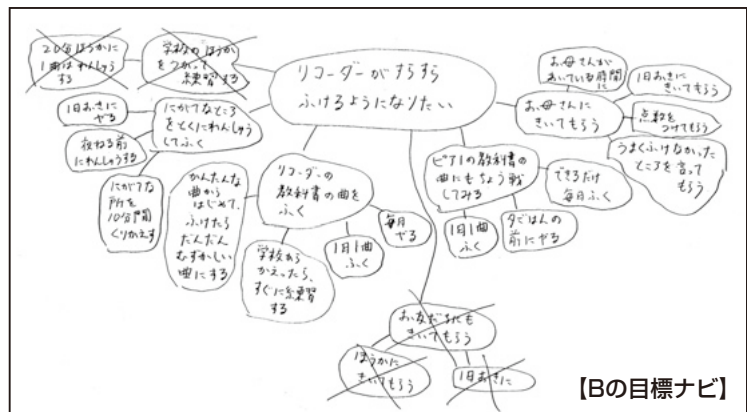 リコーダーがすらすら
ふけるようになりたい
学校のほうか
をつかって
練習する
20分ほうかに
1曲はれんしゅう
する
にがてなところ
をとくにれんしゅう
してふく
1日おきに
やる
夜ねる前
にれんしゅうする
にがてな
所を
10分間
くりかえす
リコーダーの
教科書の曲を
ふく
かんたんな
曲から
はじめて、
ふけたら
だんだん
むずかしい
曲にする
学校から
かえったら、
すぐに練習
する
1日1曲
ふく
毎日
やる
ピアノの教科書の
曲にもちょう戦
してみる
1日1曲
ふく
夕ごはんの
前にやる
できるだけ
毎日ふく
お母さんに
きいてもらう
お母さんが
あいている時間
に
1日おきに
きいてもらう
点数を
つけてもらう
うまくふけなかった
ところを言って
もらう
おともだちにも
きいてもらう
ほうかに
きいてもらう
1日おきに
【Bの目標ナビ】